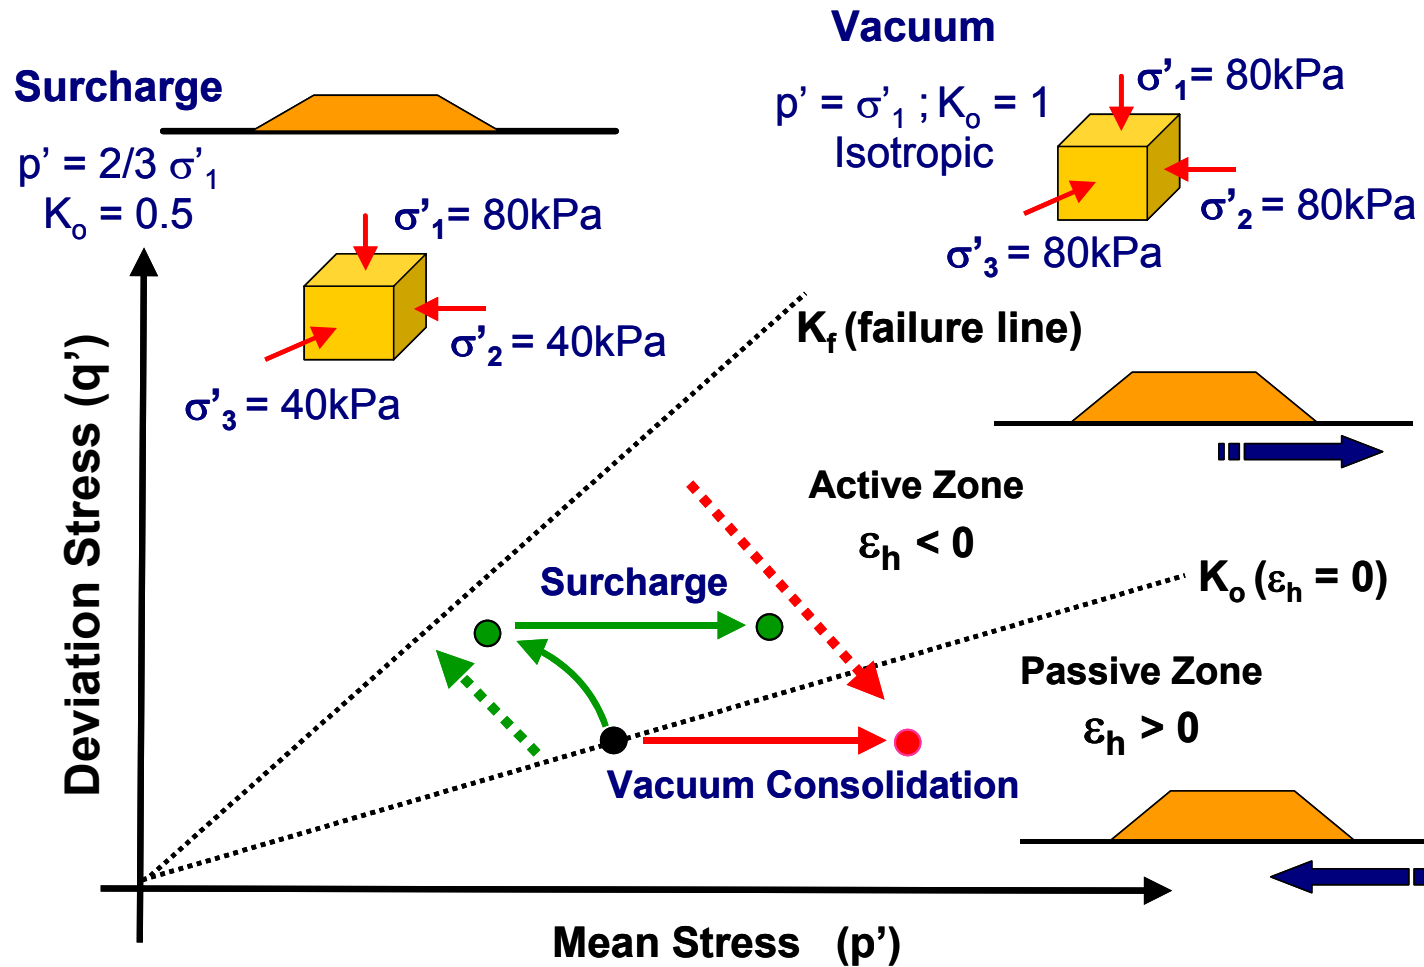 Vacuum
Surcharge
p’ = 2/3 σ’1
Ko = 0.5
σ’1= 80kPa
σ’2 = 40kPa
σ’3 = 40kPa
p’ = σ’1 ; Ko = 1
Isotropic
σ’1= 80kPa
σ’2 = 80kPa
σ’3 = 80kPa
Kf (failure line)
Active Zone
εh < 0
Surcharge
Ko (εh = 0)
Passive Zone
εh > 0
Vacuum Consolidation
Deviation Stress (q’)
Mean Stress (p’)